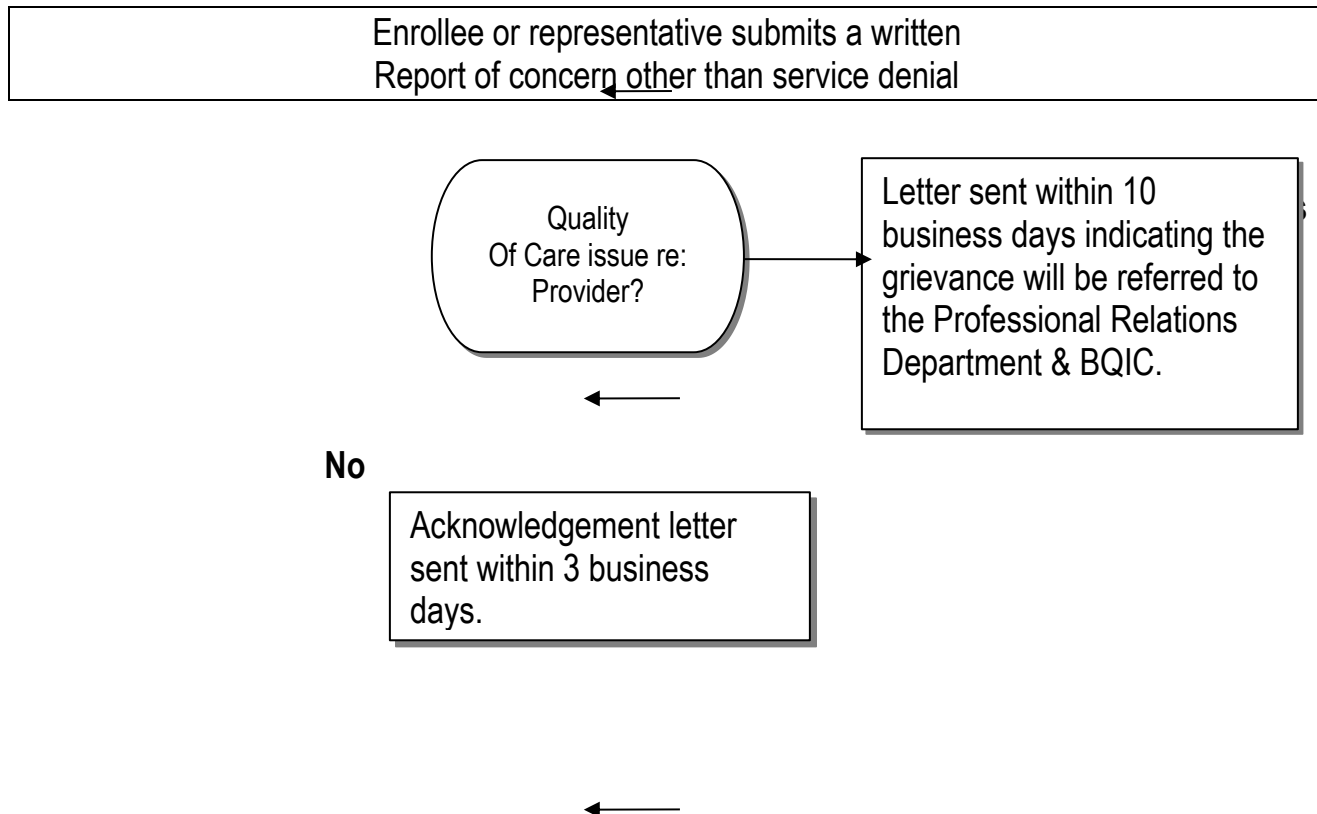 Enrollee or representative submits a written
Report of concern other than service denial
Quality
Of Care issue re:
Provider?
Letter sent within 10
business days indicating the
grievance will be referred to
the Professional Relations
Department & BQIC.
No
Acknowledgement letter
sent within 3 business
days.